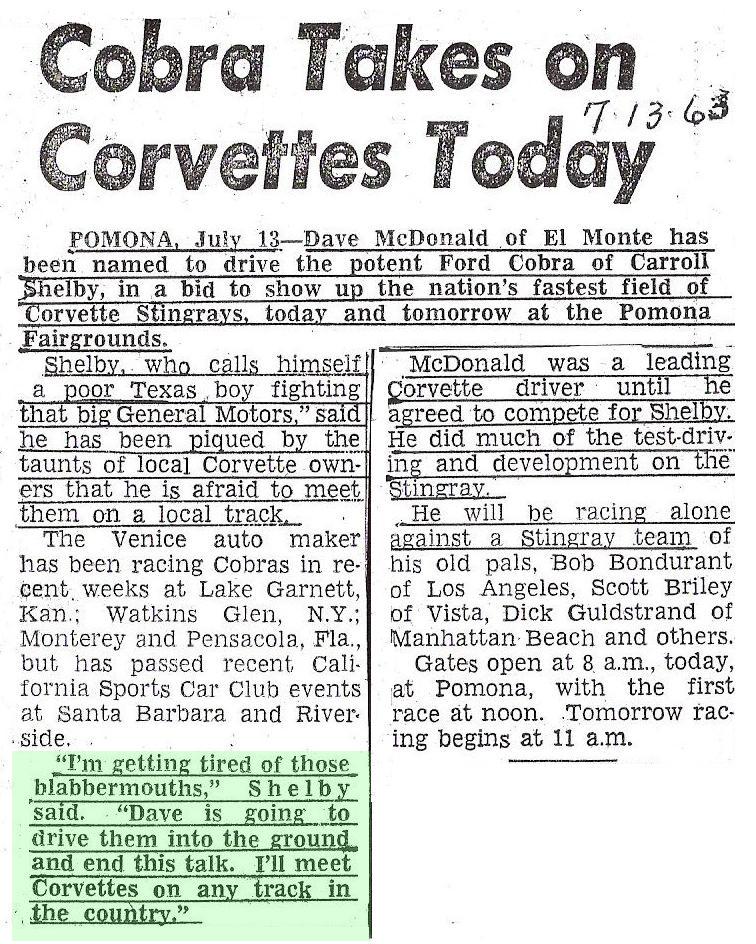 Cobra Takes on
7-13-63
Corvettes Today
POMONA, July 13—Dave McDonald of El Monte has
been named to drive the potent Ford Cobra of Carroll
Shelby, in a bid to show up the nation's fastest field of
Corvette Stingrays, today and tomorrow at the Pomona
Fairgrounds.
Shelby, who calls himself
a poor Texas boy fighting
that big General Motors," said
he has been piqued by the
taunts of local Corvette own-
ers that he is afraid to meet
them on a local track.
The Venice auto maker
has been racing Cobras in re-
cent weeks at Lake Garnett,
Kan.; Watkins Glen, N.Y.;
Monterey and Pensacola, Fla.,
but has passed recent Cali-
fornia Sports Car Club events
at Santa Barbara and River-
side.
"I'm getting tired of those
blabbermouths," Shelby
said. "Dave is going to
drive them into the ground
and end this talk. I'll meet
Corvettes on any track in
the country."
McDonald was a leading
Corvette driver until he
agreed to compete for Shelby.
He did much of the test-driv-
ing and development on the
Stingray.
He will be racing alone
against a Stingray team of
his old pals, Bob Bondurant
of Los Angeles, Scott Briley
of Vista, Dick Guldstrand of
Manhattan Beach and others.
Gates open at 8 a.m., today,
at Pomona, with the first
race at noon. Tomorrow rac-
ing begins at 11 a.m.